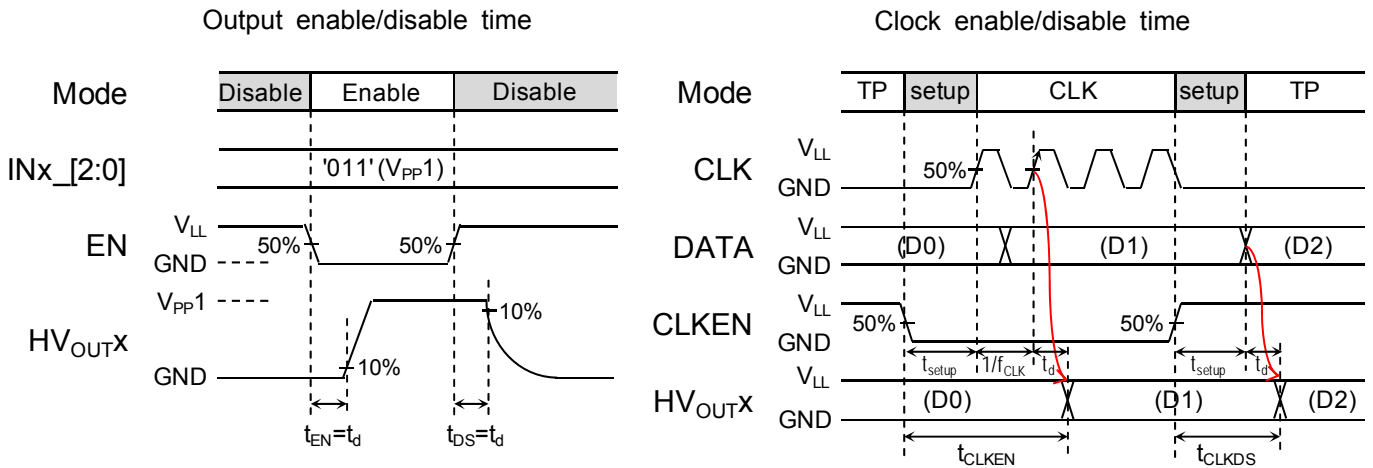 Output enable/disable time
Mode
Disable
Enable
Disable
INx_[2:0]
'011' (VPP1)
EN
VLL
GND
50%
50%
HVOUTx
VPP1
GND
10%
10%
tEN=td
tDS=td
Clock enable/disable time
Mode
TP
setup
CLK
setup
TP
CLK
VLL
GND
50%
DATA
VLL
GND
(D0)
(D1)
(D2)
CLKEN
VLL
GND
50%
50%
tsetup
1/fCLK
td
tsetup
td
HVOUTx
VLL
GND
(D0)
(D1)
(D2)
tCLKEN
tCLKDS